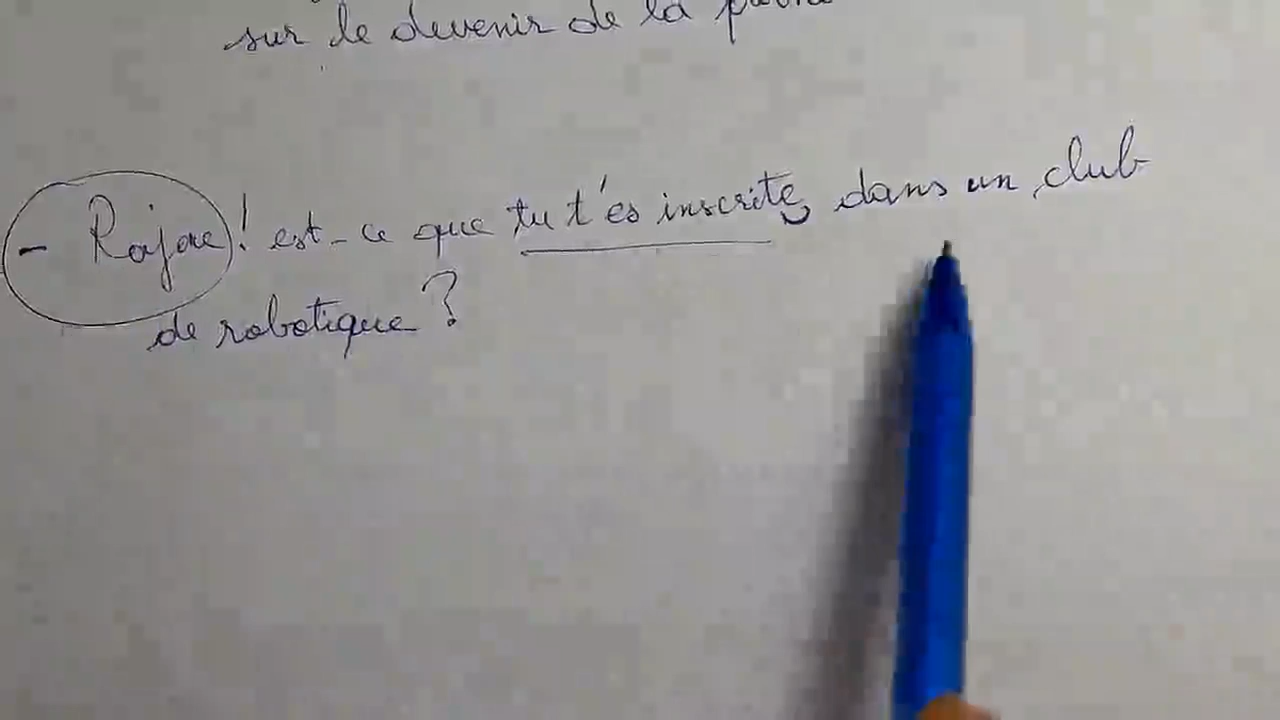 sur le devenir de la
- Rajae ! est-ce que tu t'es inscrite dans un club
de robotique ?